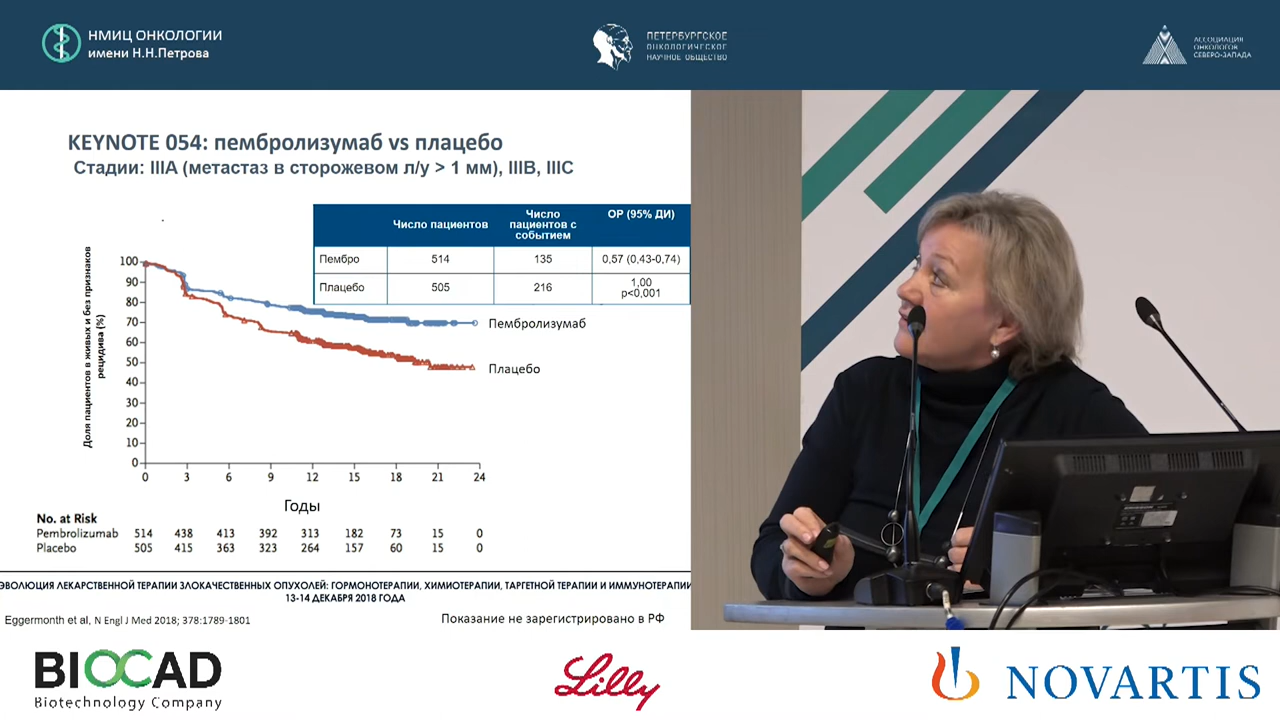 НМИЦ ОНКОЛОГИИ
имени Н.Н.Петрова
ПЕТЕРБУРГСКОЕ
ОНКОЛОГИЧЕСКОЕ
НАУЧНОЕ ОБЩЕСТВО
АССОЦИАЦИЯ
ОНКОЛОГОВ
СЕВЕРО-ЗАПАДА
KEYNOTE 054: пембролизумаб vs плацебо
Стадии: IIIA (метастаз в сторожевом л/у > 1 мм), IIIB, IIIC
Число пациентов
Число пациентов с событием
ОР (95% ДИ)
Пембро 514 135 0,57 (0,43-0,74)
Плацебо 505 216 1,00
p<0,001
Доля пациентов в живых и без признаков
рецидива (%)
100
90
80
70
60
50
40
30
20
10
0
Пембролизумаб
Плацебо
0 3 6 9 12 15 18 21 24
Годы
No. at Risk
Pembrolizumab 514 438 413 392 313 182 73 15 0
Placebo 505 415 363 323 264 157 60 15 0
ЭВОЛЮЦИЯ ЛЕКАРСТВЕННОЙ ТЕРАПИИ ЗЛОКАЧЕСТВЕННЫХ ОПУХОЛЕЙ: ГОРМОНОТЕРАПИИ, ХИМИОТЕРАПИИ, ТАРГЕТНОЙ ТЕРАПИИ И ИММУНОТЕРАПИИ
13-14 ДЕКАБРЯ 2018 ГОДА
Eggermonth et al, N Engl J Med 2018; 378:1789-1801
Показание не зарегистрировано в РФ
BIOCAD
Biotechnology Company
Lilly
NOVARTIS